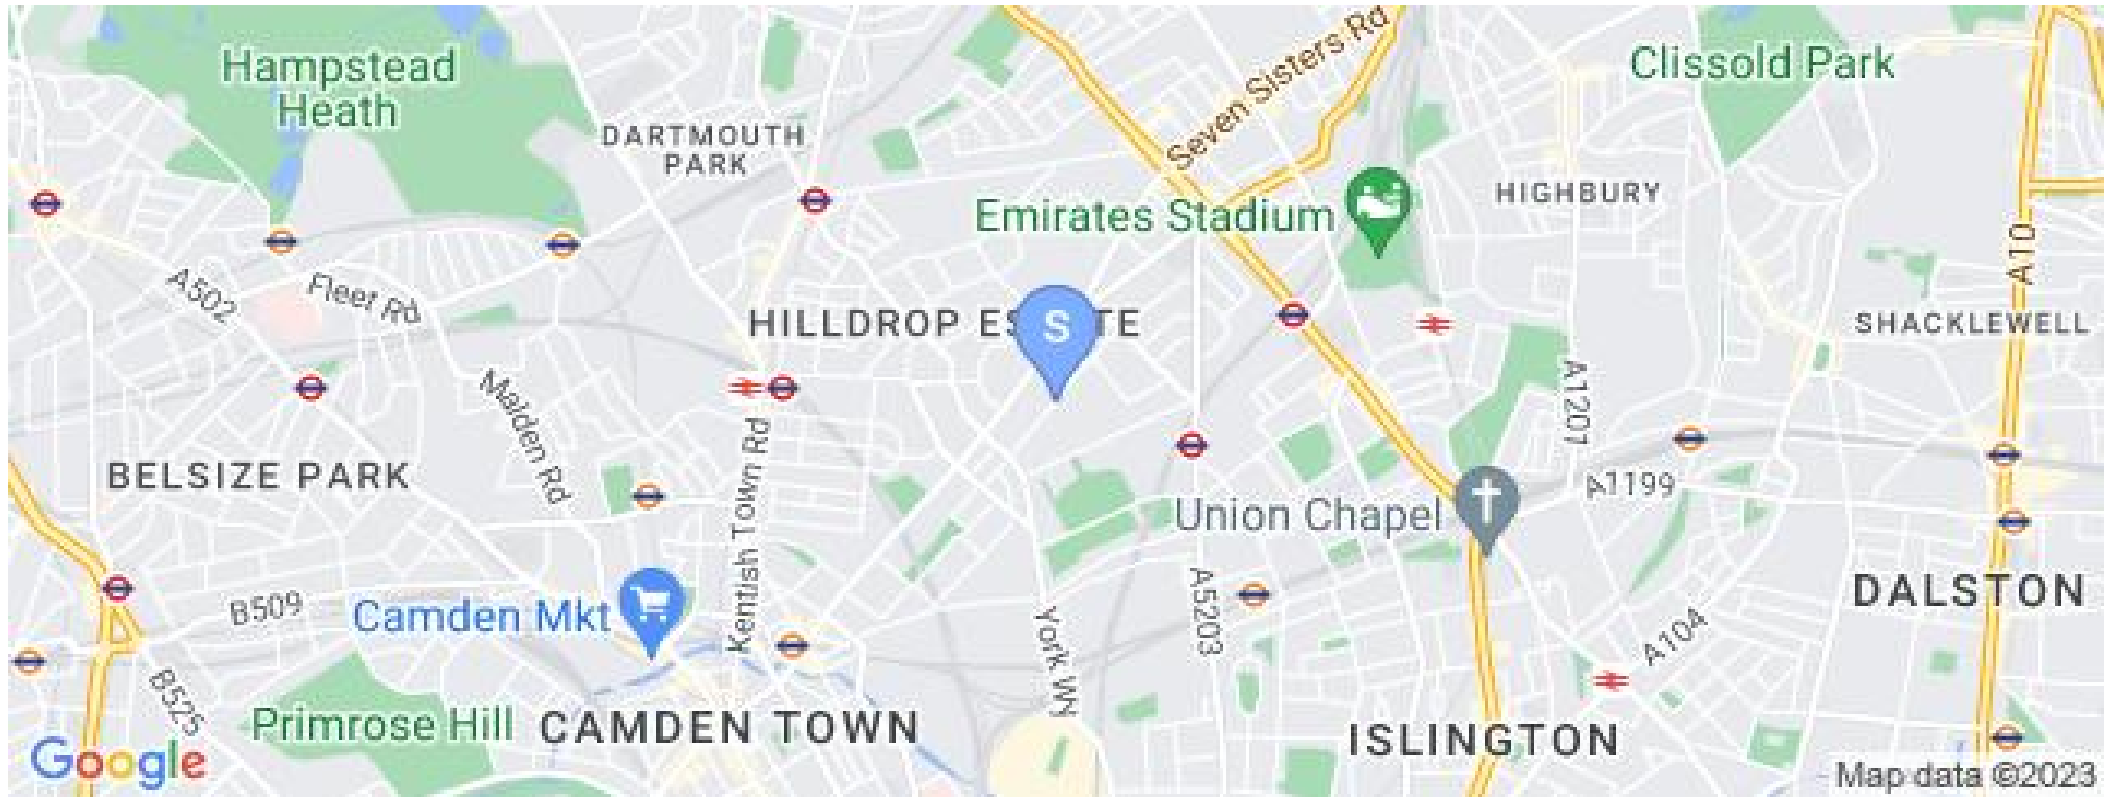 Seven Sisters Rd
Hampstead
Heath
Clissold Park
DARTMOUTH
PARK
HIGHBURY
Emirates Stadium
A10
A502
Fleet Rd
HILLDROP ES TE
S
SHACKLEWELL
Malden Rd
A1201
BELSIZE PARK
Kentish Town Rd
A1199
Union Chapel
A5203
B509
Camden Mkt
York Wy
A104
DALSTON
B525
Primrose Hill
CAMDEN TOWN
ISLINGTON
Google
Map data ©2023